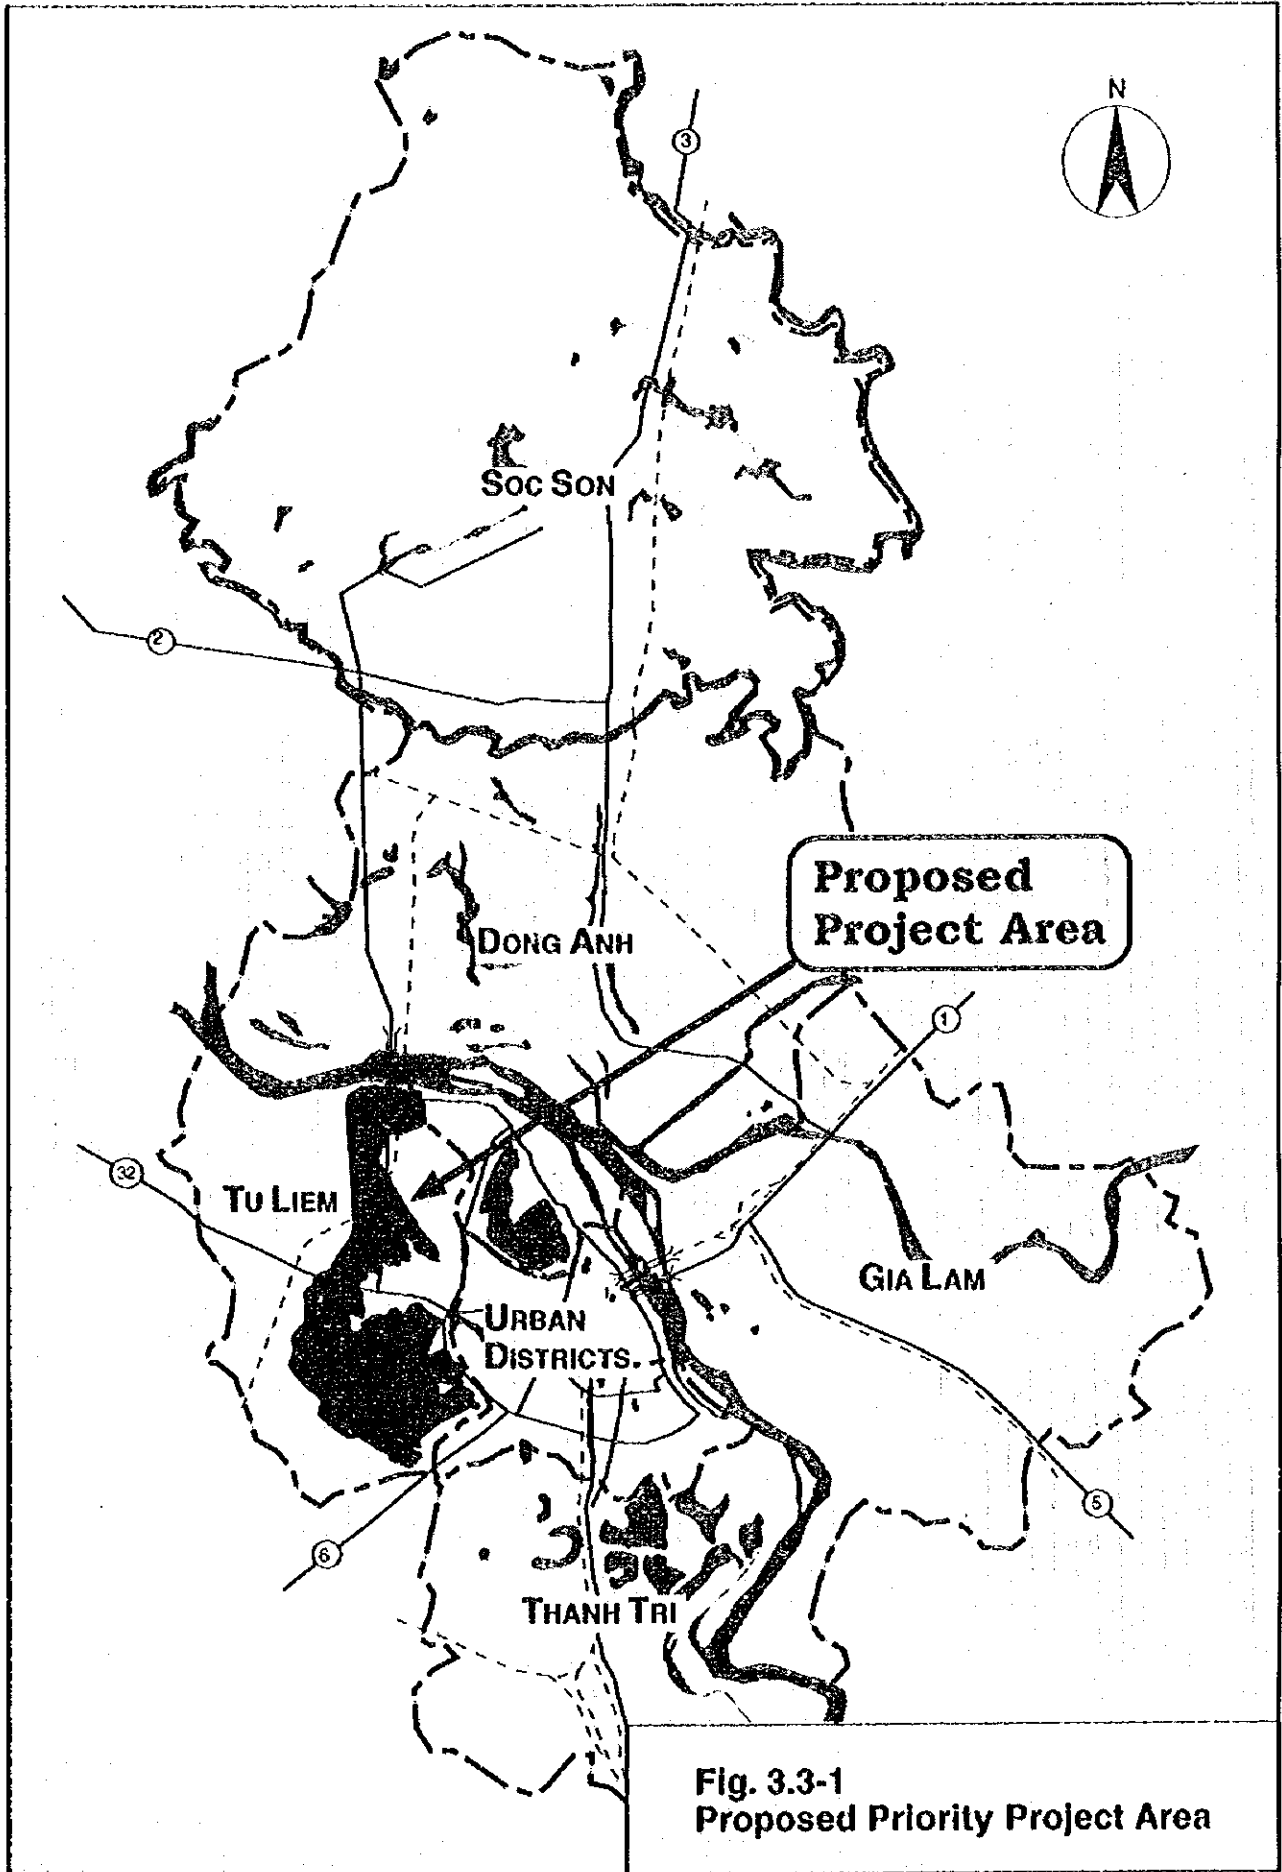 N
3
SOC SON
2
Proposed
Project Area
DONG ANH
1
32
TU LIEM
GIA LAM
URBAN
DISTRICTS.
5
6
THANH TRI
Fig. 3.3-1
Proposed Priority Project Area